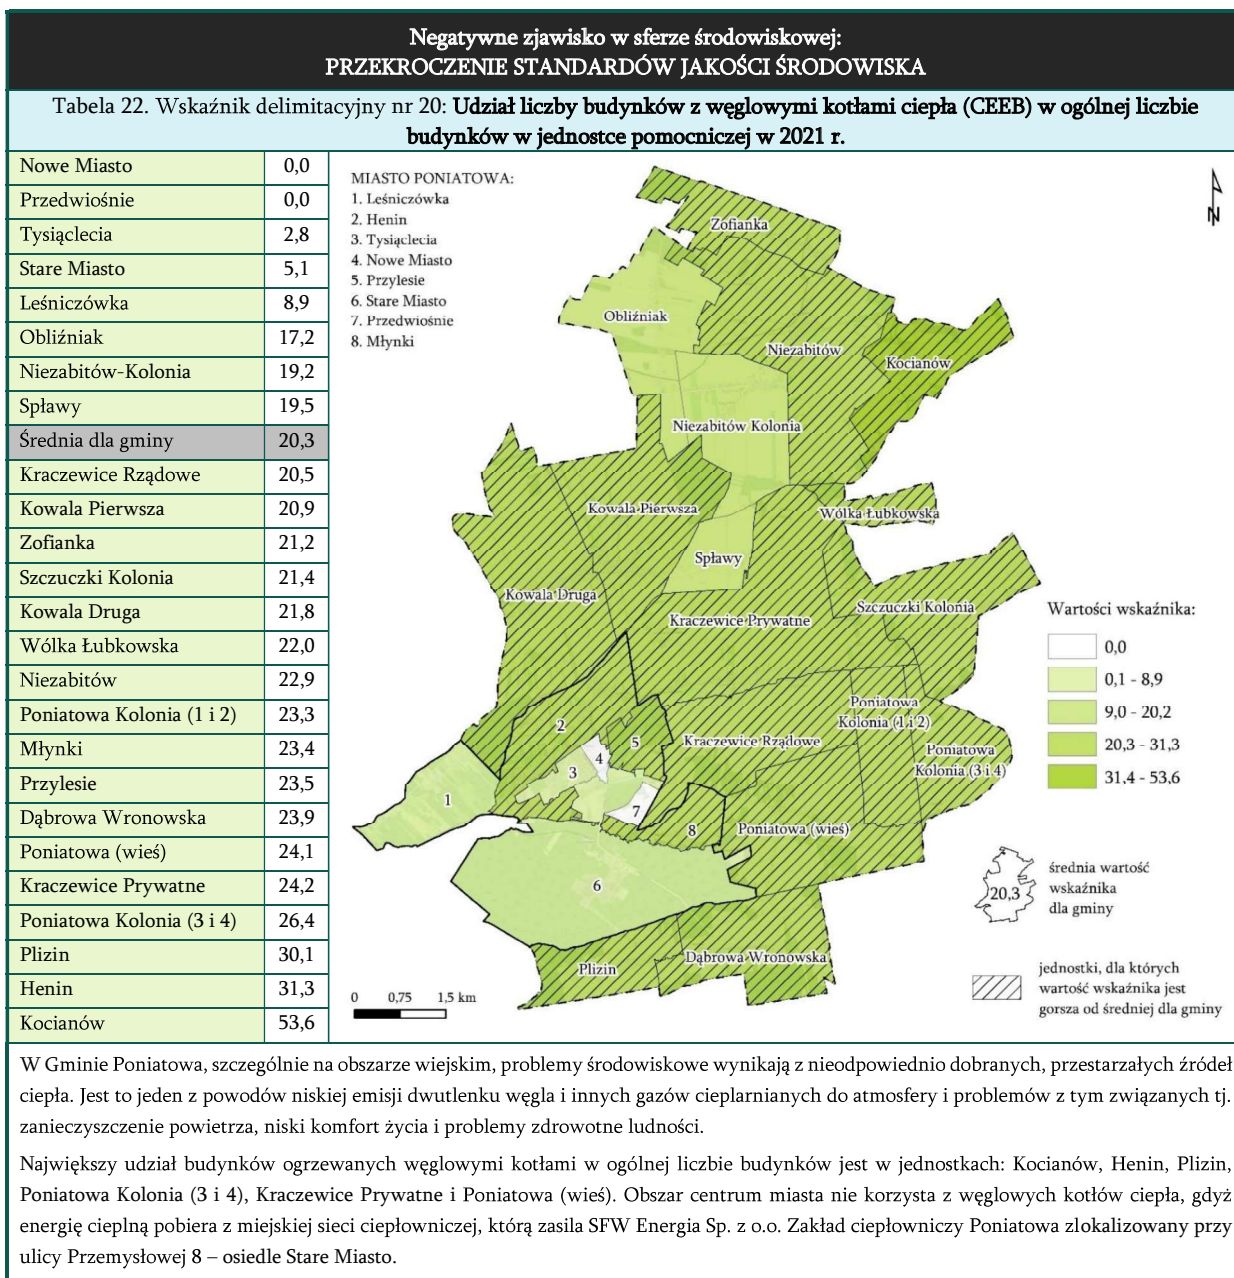 Negatywne zjawisko w sferze środowiskowej:
PRZEKROCZENIE STANDARDÓW JAKOŚCI ŚRODOWISKA
Tabela 22. Wskaźnik delimitacyjny nr 20: Udział liczby budynków z węglowymi kotłami ciepła (CEEB) w ogólnej liczbie
budynków w jednostce pomocniczej w 2021 r.
Nowe Miasto 0,0
Przedwiośnie 0,0
Tysiąclecia 2,8
Stare Miasto 5,1
Leśniczówka 8,9
Obliźniak 17,2
Niezabitów-Kolonia 19,2
Spławy 19,5
Średnia dla gminy 20,3
Kraczewice Rządowe 20,5
Kowala Pierwsza 20,9
Zofianka 21,2
Szczuczki Kolonia 21,4
Kowala Druga 21,8
Wólka Łubkowska 22,0
Niezabitów 22,9
Poniatowa Kolonia (1 i 2) 23,3
Młynki 23,4
Przylesie 23,5
Dąbrowa Wronowska 23,9
Poniatowa (wieś) 24,1
Kraczewice Prywatne 24,2
Poniatowa Kolonia (3 i 4) 26,4
Plizin 30,1
Henin 31,3
Kocianów 53,6
MIASTO PONIATOWA:
1. Leśniczówka
2. Henin
3. Tysiąclecia
4. Nowe Miasto
5. Przylesie
6. Stare Miasto
7. Przedwiośnie
8. Młynki
N
Zofianka
Obliźniak
Niezabitów
Kocianów
Niezabitów Kolonia
Kowala Pierwsza
Wólka Łubkowska
Spławy
Kowala Druga
Szczuczki Kolonia
Kraczewice Prywatne
Poniatowa
Kolonia (1 i 2)
Kraczewice Rządowe
Poniatowa
Kolonia (3 i 4)
2
5
4
3
1
7
8
Poniatowa (wieś)
6
Dąbrowa Wronowska
Plizin
0 0,75 1,5 km
Wartości wskaźnika:
0,0
0,1 - 8,9
9,0 - 20,2
20,3 - 31,3
31,4 - 53,6
20,3
średnia wartość
wskaźnika
dla gminy
jednostki, dla których
wartość wskaźnika jest
gorsza od średniej dla gminy
W Gminie Poniatowa, szczególnie na obszarze wiejskim, problemy środowiskowe wynikają z nieodpowiednio dobranych, przestarzałych źródeł
ciepła. Jest to jeden z powodów niskiej emisji dwutlenku węgla i innych gazów cieplarnianych do atmosfery i problemów z tym związanych tj.
zanieczyszczenie powietrza, niski komfort życia i problemy zdrowotne ludności.
Największy udział budynków ogrzewanych węglowymi kotłami w ogólnej liczbie budynków jest w jednostkach: Kocianów, Henin, Plizin,
Poniatowa Kolonia (3 i 4), Kraczewice Prywatne i Poniatowa (wieś). Obszar centrum miasta nie korzysta z węglowych kotłów ciepła, gdyż
energię cieplną pobiera z miejskiej sieci ciepłowniczej, którą zasila SFW Energia Sp. z o.o. Zakład ciepłowniczy Poniatowa zlokalizowany przy
ulicy Przemysłowej 8 – osiedle Stare Miasto.